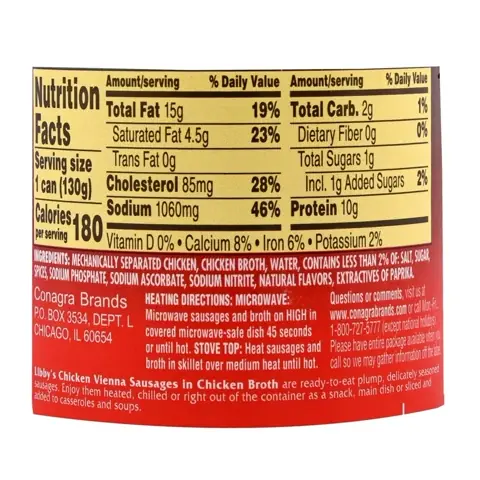 Nutrition Facts
Serving size
1 can (130g)
Calories per serving 180
Amount/serving % Daily Value
Total Fat 15g 19%
Saturated Fat 4.5g 23%
Trans Fat 0g
Cholesterol 85mg 28%
Sodium 1060mg 46%
Amount/serving % Daily Value
Total Carb. 2g 1%
Dietary Fiber 0g 0%
Total Sugars 1g
Incl. 1g Added Sugars 2%
Protein 10g
Vitamin D 0% • Calcium 8% • Iron 6% • Potassium 2%
INGREDIENTS: MECHANICALLY SEPARATED CHICKEN, CHICKEN BROTH, WATER, CONTAINS LESS THAN 2% OF: SALT, SUGAR,
SPICES, SODIUM PHOSPHATE, SODIUM ASCORBATE, SODIUM NITRITE, NATURAL FLAVORS, EXTRACTIVES OF PAPRIKA.
Conagra Brands
P.O. BOX 3534, DEPT. L
CHICAGO, IL 60654
HEATING DIRECTIONS: MICROWAVE:
Microwave sausages and broth on HIGH in
covered microwave-safe dish 45 seconds
or until hot. STOVE TOP: Heat sausages and
broth in skillet over medium heat until hot.
Questions or comments, visit us at
www.conagrabrands.com or call Mon.-Fri.,
1-800-727-5777 (except national holidays).
Please have entire package available when you
call so we may gather information off the label.
Libby's Chicken Vienna Sausages in Chicken Broth are ready-to-eat plump, delicately seasoned
sausages. Enjoy them heated, chilled or right out of the container as a snack, main dish or sliced and
added to casseroles and soups.